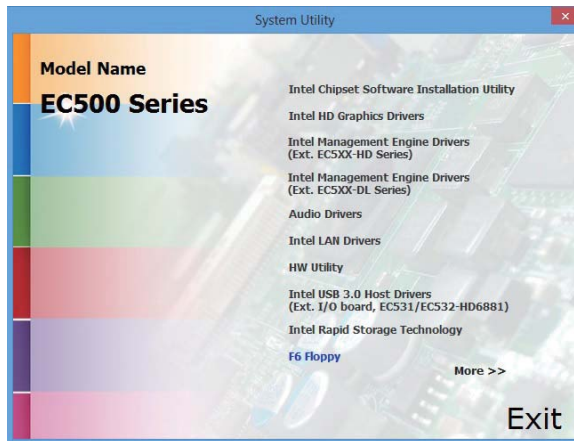 System Utility
Model Name
EC500 Series
Intel Chipset Software Installation Utility
Intel HD Graphics Drivers
Intel Management Engine Drivers
(Ext. EC5XX-HD Series)
Intel Management Engine Drivers
(Ext. EC5XX-DL Series)
Audio Drivers
Intel LAN Drivers
HW Utility
Intel USB 3.0 Host Drivers
(Ext. I/O board, EC531/EC532-HD6881)
Intel Rapid Storage Technology
F6 Floppy
More >>
Exit